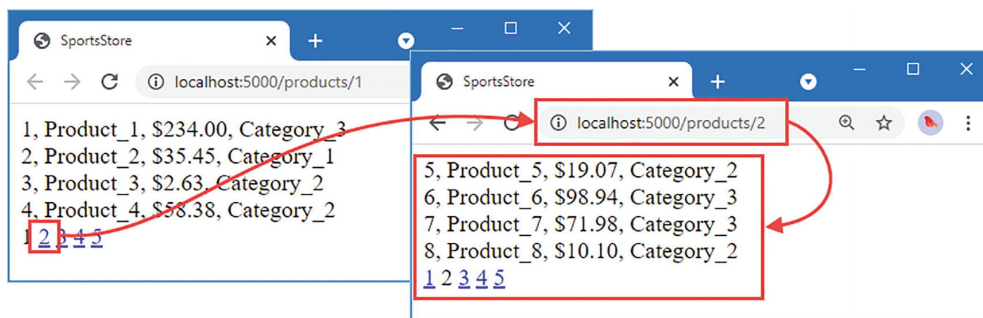 SportsStore
localhost:5000/products/1
1, Product_1, $234.00, Category_3
2, Product_2, $35.45, Category_1
3, Product_3, $2.63, Category_2
4, Product_4, $58.38, Category_2
1 2 3 4 5
SportsStore
localhost:5000/products/2
5, Product_5, $19.07, Category_2
6, Product_6, $98.94, Category_3
7, Product_7, $71.98, Category_3
8, Product_8, $10.10, Category_2
1 2 3 4 5